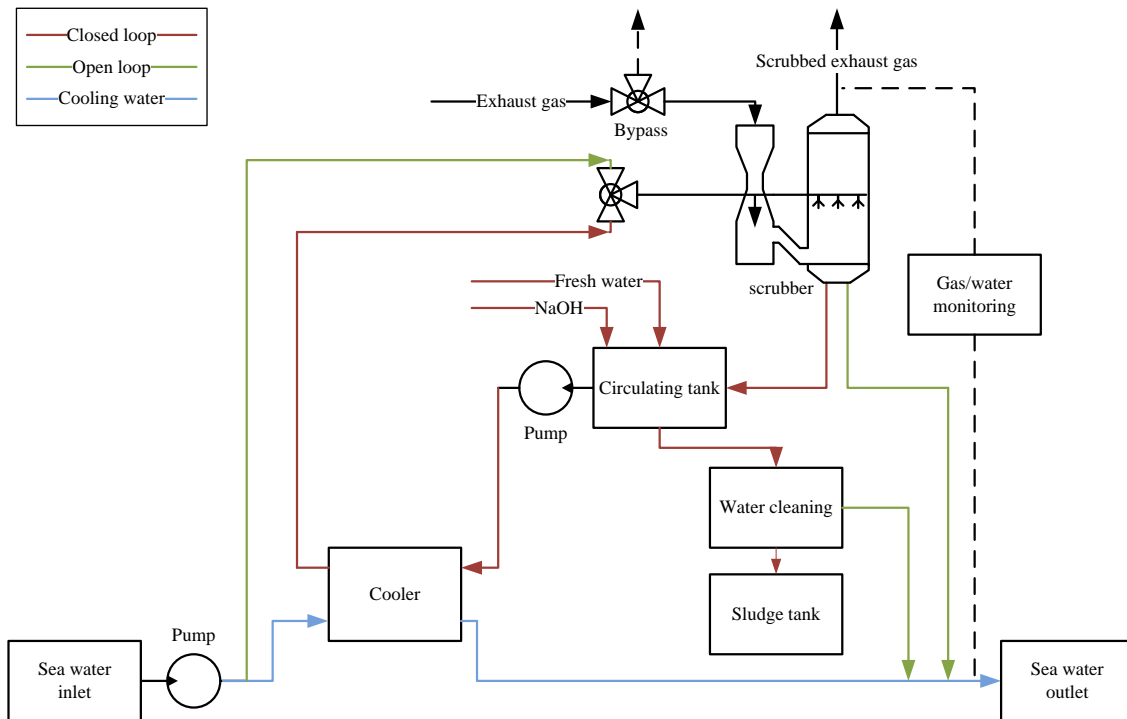 Closed loop
Open loop
Cooling water
Scrubbed exhaust gas
Exhaust gas
Bypass
scrubber
Gas/water
monitoring
Fresh water
NaOH
Circulating tank
Pump
Water cleaning
Cooler
Sludge tank
Pump
Sea water
inlet
Sea water
outlet